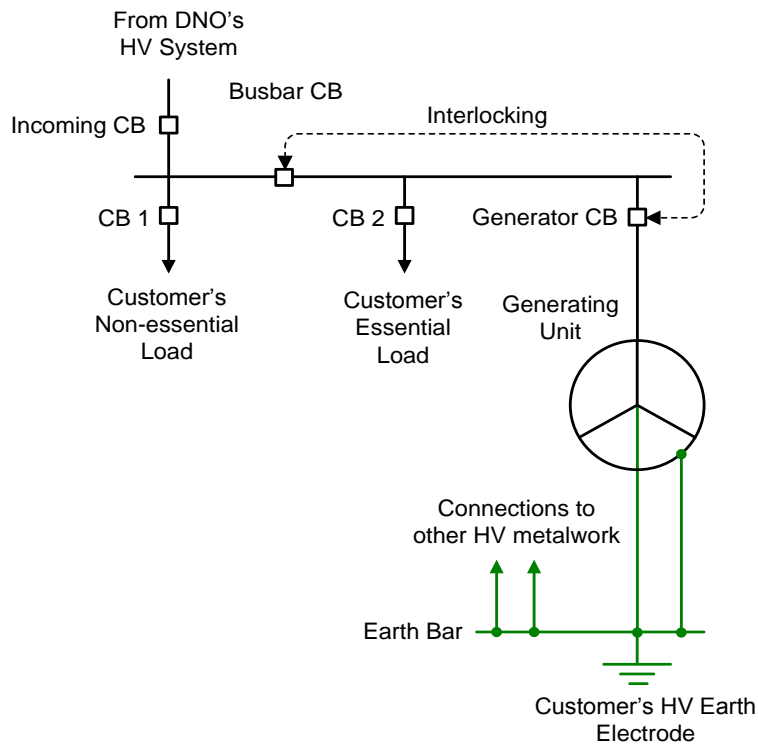 From DNO's
HV System
Busbar CB
Interlocking
Incoming CB
CB 1
CB 2
Generator CB
Customer's
Non-essential
Load
Customer's
Essential
Load
Generating
Unit
Connections to
other HV metalwork
Earth Bar
Customer's HV Earth
Electrode